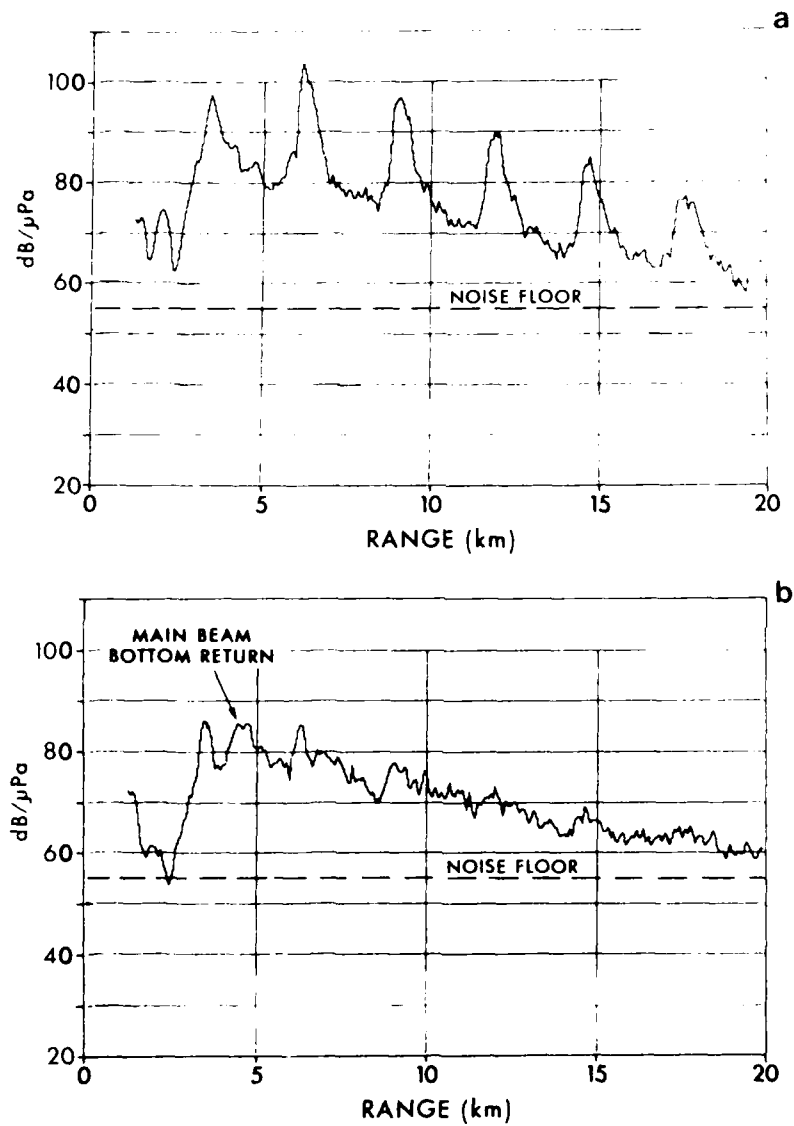 a
100
80
60
40
20
dB/μPa
NOISE FLOOR
0 5 10 15 20
RANGE (km)
b
MAIN BEAM
BOTTOM RETURN
100
80
60
40
20
dB/μPa
NOISE FLOOR
0 5 10 15 20
RANGE (km)